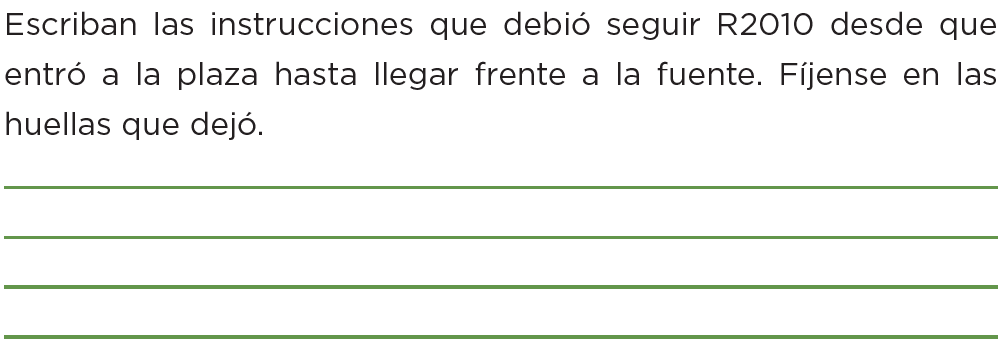 Escriban las instrucciones que debió seguir R2010 desde que
entró a la plaza hasta llegar frente a la fuente. Fíjense en las
huellas que dejó.